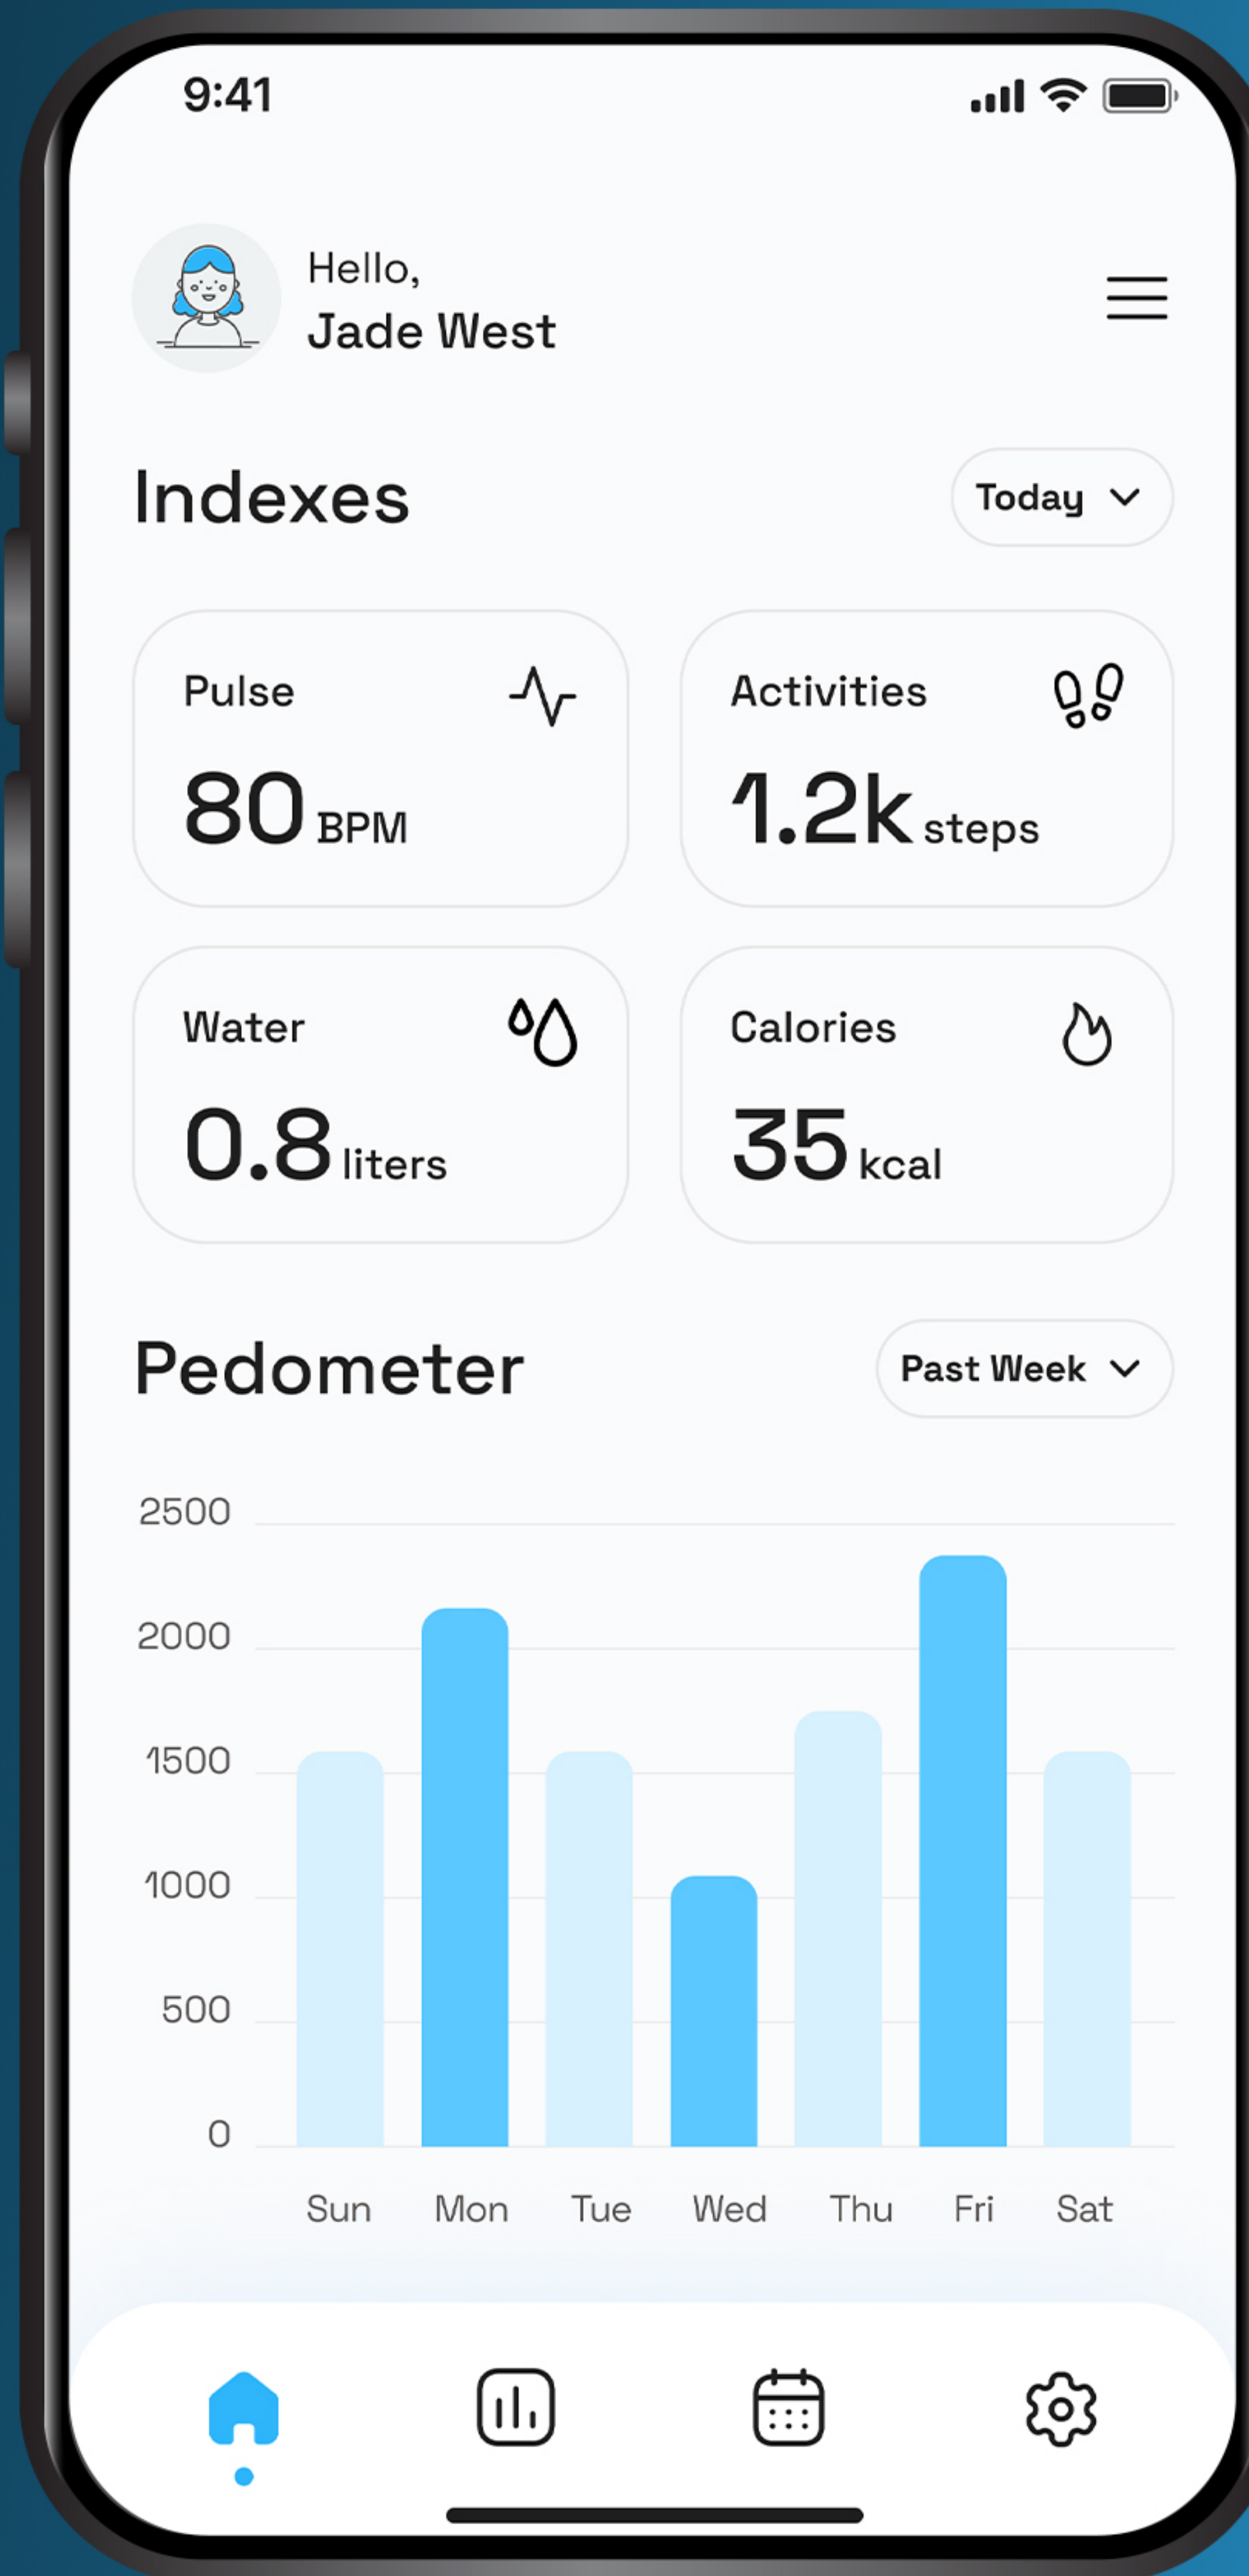 9:41
Hello,
Jade West
Indexes
Today
Pulse
80 BPM
Activities
1.2k steps
Water
0.8 liters
Calories
35 kcal
Pedometer
Past Week
2500
2000
1500
1000
500
0
Sun Mon Tue Wed Thu Fri Sat